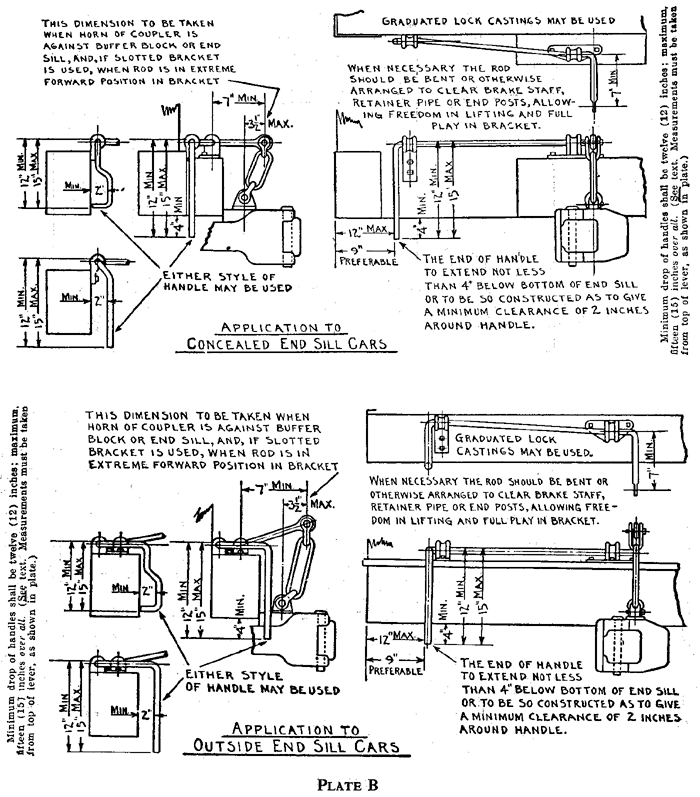 THIS DIMENSION TO BE TAKEN
WHEN HORN OF COUPLER IS
AGAINST BUFFER BLOCK OR END
SILL, AND, IF SLOTTED BRACKET
IS USED, WHEN ROD IS IN EXTREME
FORWARD POSITION IN BRACKET
7" MIN.
3½" MAX.
12" MIN.
15" MAX.
MIN. 2"
12" MIN.
15" MAX.
4" MIN
12" MIN.
15" MAX.
MIN. 2"
EITHER STYLE OF
HANDLE MAY BE USED
GRADUATED LOCK CASTINGS MAY BE USED
WHEN NECESSARY THE ROD
SHOULD BE BENT OR OTHERWISE
ARRANGED TO CLEAR BRAKE STAFF,
RETAINER PIPE OR END POSTS, ALLOW-
ING FREEDOM IN LIFTING AND FULL
PLAY IN BRACKET.
7" MIN
12" MIN.
15" MAX.
4" MIN.
12" MAX.
9"
PREFERABLE
THE END OF HANDLE
TO EXTEND NOT LESS
THAN 4" BELOW BOTTOM OF END SILL
OR TO BE SO CONSTRUCTED AS TO GIVE
A MINIMUM CLEARANCE OF 2 INCHES
AROUND HANDLE.
Minimum drop of handles shall be twelve (12) inches; maximum,
fifteen (15) inches over all. (See text. Measurements must be taken
from top of lever, as shown in plate.)
APPLICATION TO
CONCEALED END SILL CARS
Minimum drop of handles shall be twelve (12) inches; maximum,
fifteen (15) inches over all. (See text. Measurements must be taken
from top of lever, as shown in plate.)
THIS DIMENSION TO BE TAKEN WHEN
HORN OF COUPLER IS AGAINST BUFFER
BLOCK OR END SILL, AND, IF SLOTTED
BRACKET IS USED, WHEN ROD IS IN
EXTREME FORWARD POSITION IN BRACKET
7" MIN
3½" MAX.
12" MIN.
15" MAX.
MIN. 2"
12" MIN.
15" MAX
4" MIN.
12" MIN.
15" MAX.
MIN. 2"
EITHER STYLE
OF HANDLE MAY BE USED
GRADUATED LOCK
CASTINGS MAY BE USED.
7" MIN
WHEN NECESSARY THE ROD SHOULD BE BENT OR
OTHERWISE ARRANGED TO CLEAR BRAKE STAFF,
RETAINER PIPE OR END POSTS, ALLOWING FREE-
DOM IN LIFTING AND FULL PLAY IN BRACKET.
12" MIN.
15" MAX.
4" MIN.
12" MAX.
9"
PREFERABLE
THE END OF HANDLE
TO EXTEND NOT LESS
THAN 4" BELOW BOTTOM OF END SILL
OR TO BE SO CONSTRUCTED AS TO GIVE
A MINIMUM CLEARANCE OF 2 INCHES
AROUND HANDLE.
APPLICATION TO
OUTSIDE END SILL CARS
PLATE B